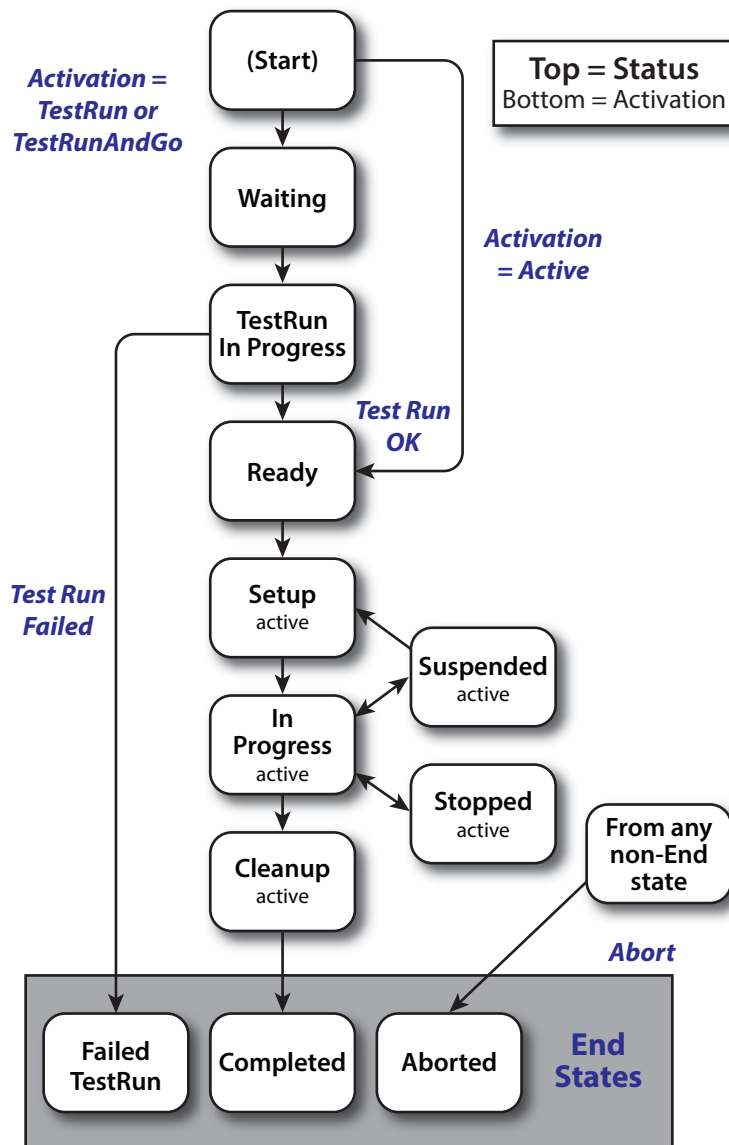 (Start)
Top = Status
Bottom = Activation
Activation =
TestRun or
TestRunAndGo
Waiting
Activation
= Active
TestRun
In Progress
Test Run
OK
Ready
Setup
active
Test Run
Failed
Suspended
active
In
Progress
active
Stopped
active
From any
non-End
state
Cleanup
active
Abort
Failed
TestRun
Completed
Aborted
End
States